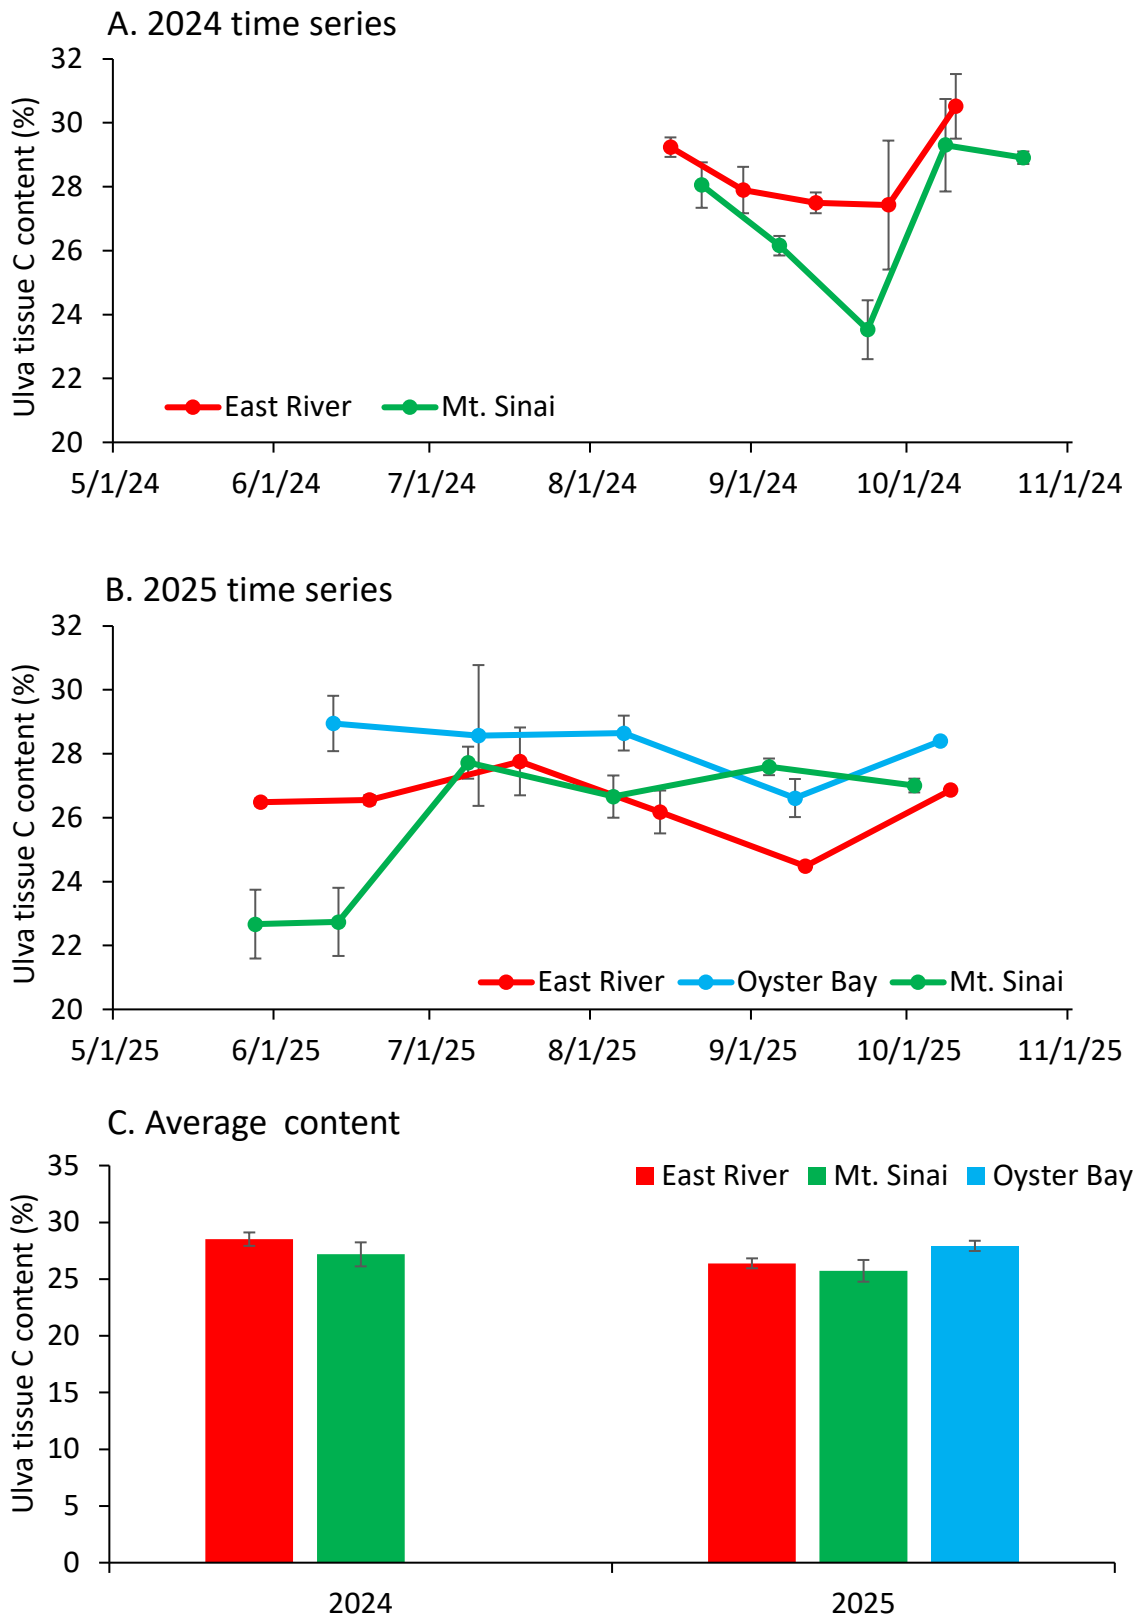 A. 2024 time series
Ulva tissue C content (%)
32
30
28
26
24
22
20
East River Mt. Sinai
5/1/24 6/1/24 7/1/24 8/1/24 9/1/24 10/1/24 11/1/24
B. 2025 time series
Ulva tissue C content (%)
32
30
28
26
24
22
20
East River Oyster Bay Mt. Sinai
5/1/25 6/1/25 7/1/25 8/1/25 9/1/25 10/1/25 11/1/25
C. Average  content
Ulva tissue C content (%)
35
30
25
20
15
10
5
0
East River Mt. Sinai Oyster Bay
2024 2025